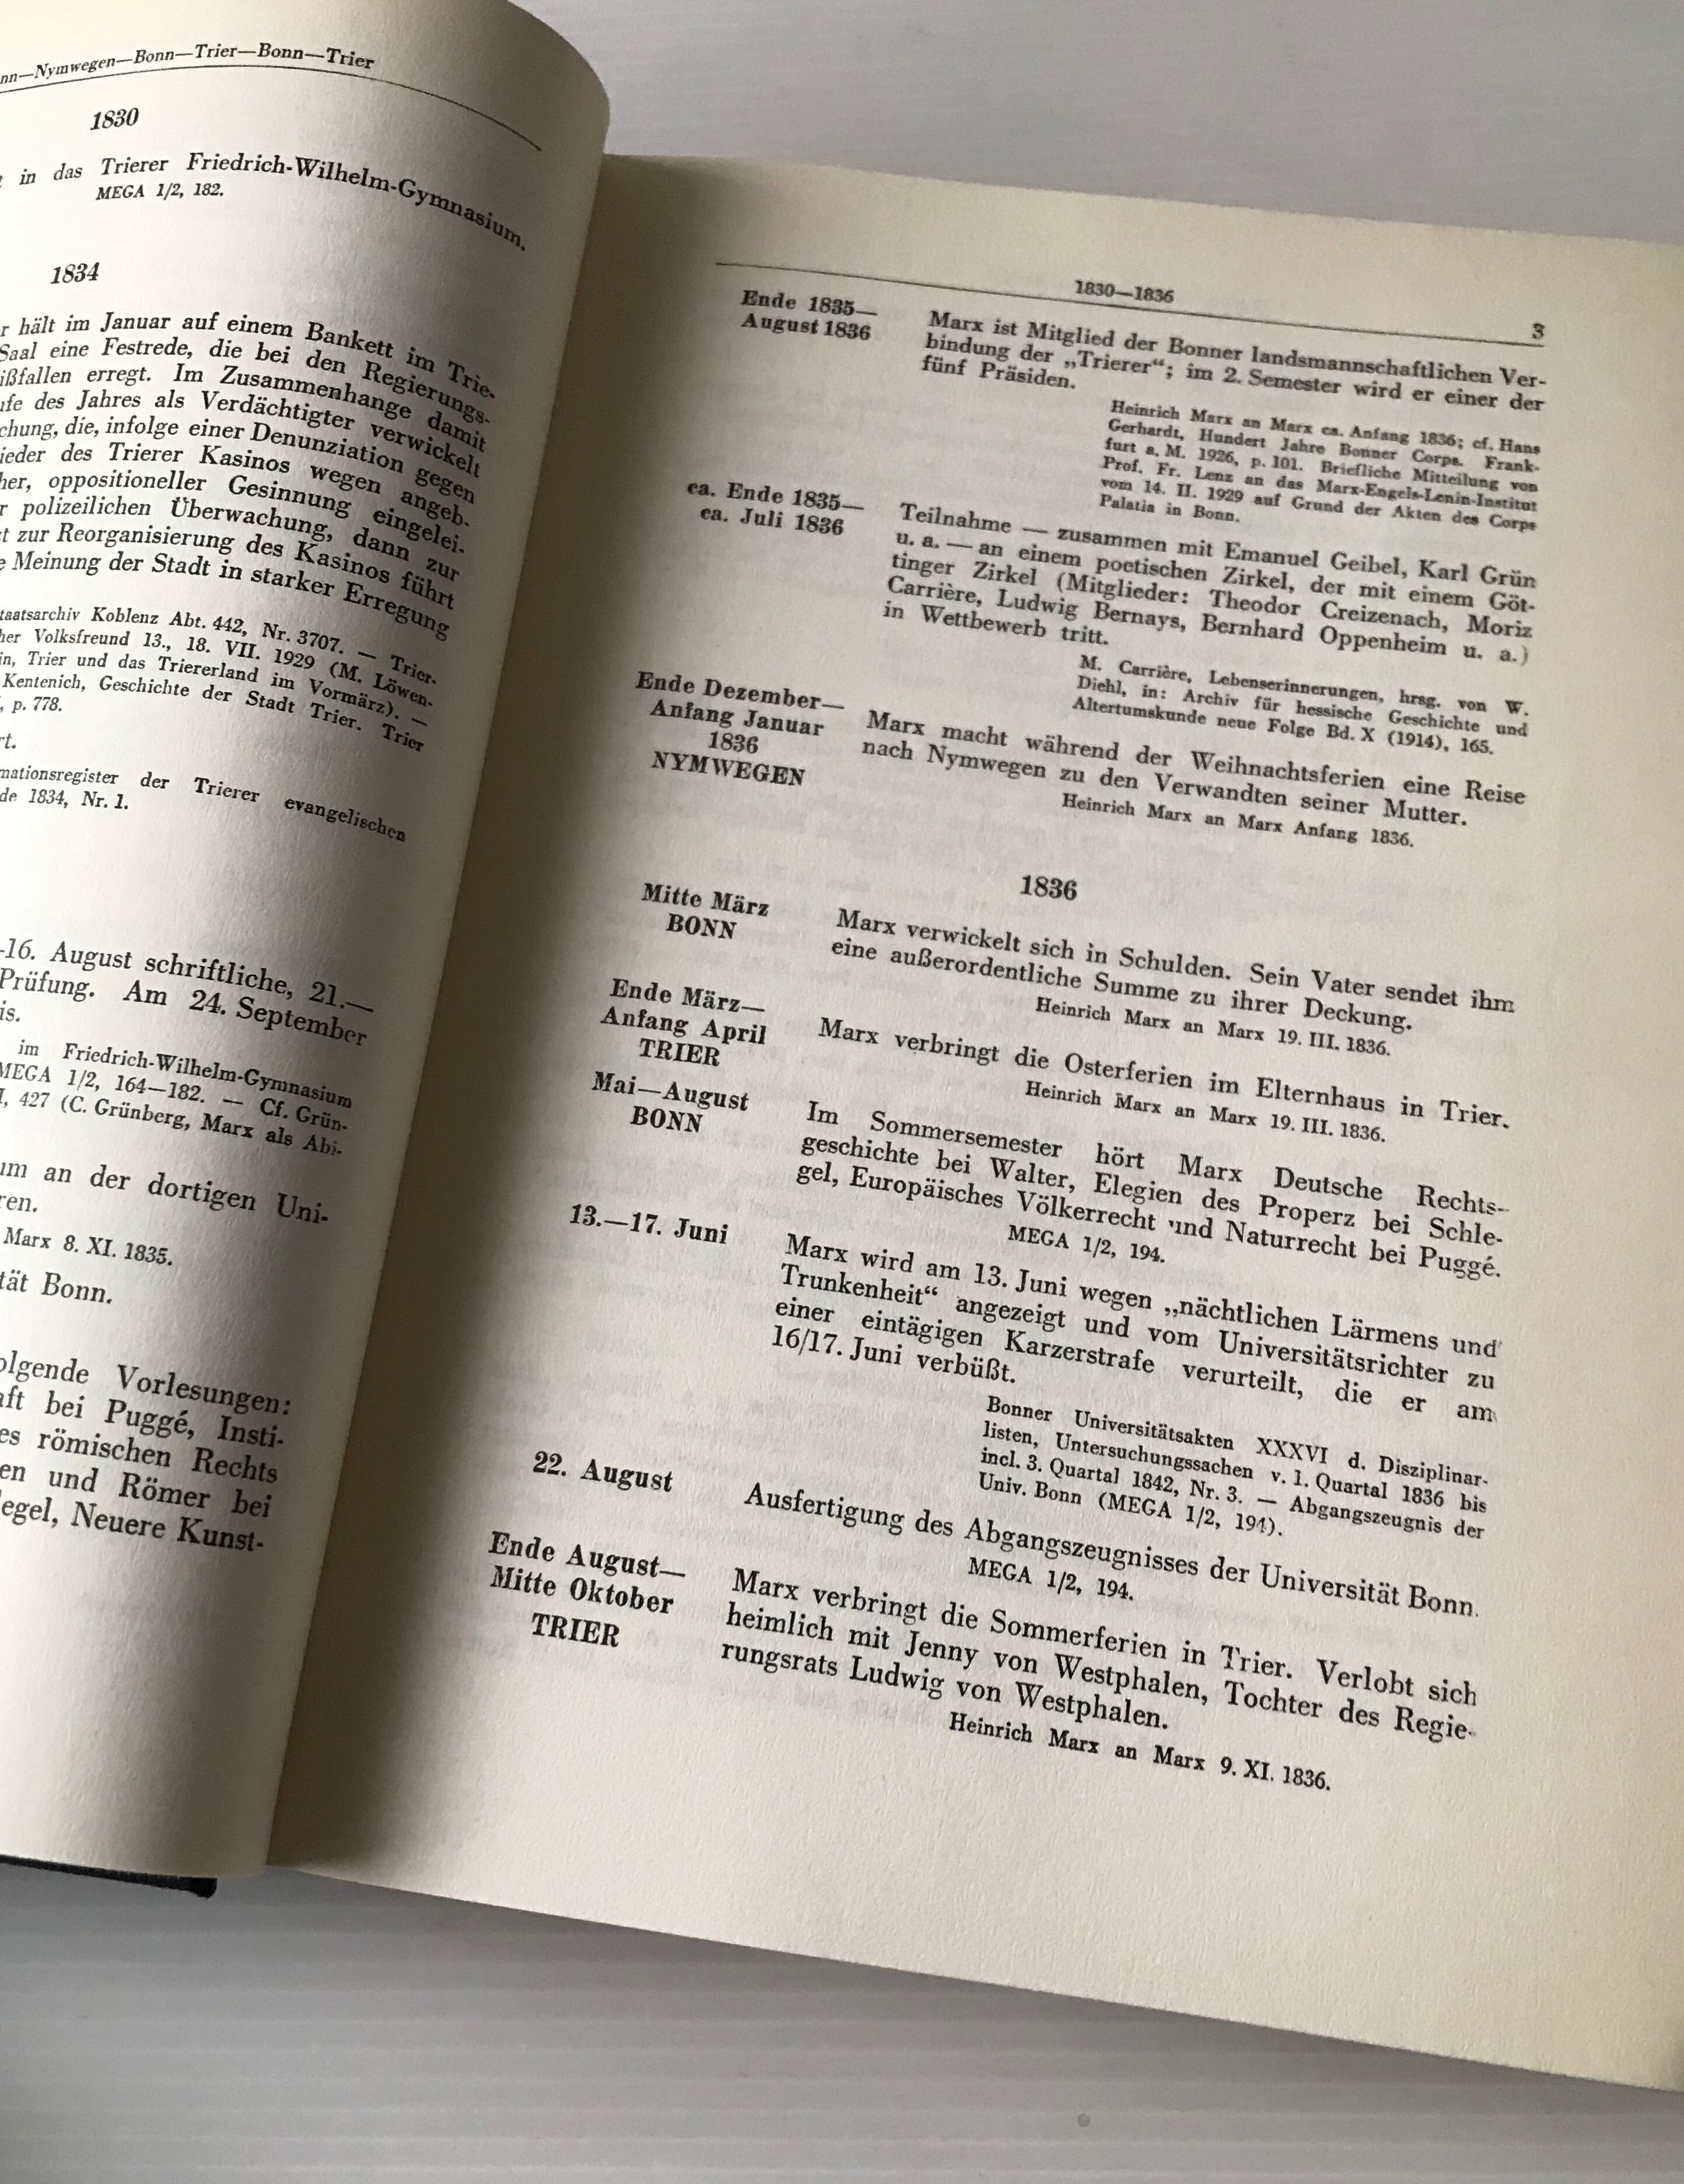 nn—Nymwegen—Bonn—Trier—Bonn—Trier
1830
in das Trierer Friedrich-Wilhelm-Gymnasium.
MEGA 1/2, 182.
1834
r hält im Januar auf einem Bankett im Trie-
Saal eine Festrede, die bei den Regierungs-
ißfallen erregt. Im Zusammenhange damit
ufe des Jahres als Verdächtigter verwickelt
chung, die, infolge einer Denunziation gegen
ieder des Trierer Kasinos wegen angeb-
her, oppositioneller Gesinnung eingelei-
r polizeilichen Überwachung, dann zur
t zur Reorganisierung des Kasinos führt
e Meinung der Stadt in starker Erregung
taatsarchiv Koblenz Abt. 442, Nr. 3707. — Trier-
her Volksfreund 13., 18. VII. 1929 (M. Löwen-
in, Trier und das Triererland im Vormärz). —
Kentenich, Geschichte der Stadt Trier. Trier
, p. 778.
rt.
mationsregister der Trierer evangelischen
de 1834, Nr. 1.
-16. August schriftliche, 21.—
Prüfung. Am 24. September
is.
im Friedrich-Wilhelm-Gymnasium
MEGA 1/2, 164—182. — Cf. Grün-
I, 427 (C. Grünberg, Marx als Abi-
um an der dortigen Uni-
ren.
Marx 8. XI. 1835.
tät Bonn.
olgende Vorlesungen:
aft bei Puggé, Insti-
es römischen Rechts
en und Römer bei
legel, Neuere Kunst-
1830—1836
3
Ende 1835—
August 1836
Marx ist Mitglied der Bonner landsmannschaftlichen Ver-
bindung der „Trierer“; im 2. Semester wird er einer der
fünf Präsiden.
Heinrich Marx an Marx ca. Anfang 1836; cf. Hans
Gerhardt, Hundert Jahre Bonner Corps. Frank-
furt a. M. 1926, p. 101. Briefliche Mitteilung von
Prof. Fr. Lenz an das Marx-Engels-Lenin-Institut
vom 14. II. 1929 auf Grund der Akten des Corps
Palatia in Bonn.
ca. Ende 1835—
ca. Juli 1836
Teilnahme — zusammen mit Emanuel Geibel, Karl Grün
u. a. — an einem poetischen Zirkel, der mit einem Göt-
tinger Zirkel (Mitglieder: Theodor Creizenach, Moriz
Carrière, Ludwig Bernays, Bernhard Oppenheim u. a.)
in Wettbewerb tritt.
M. Carrière, Lebenserinnerungen, hrsg. von W.
Diehl, in: Archiv für hessische Geschichte und
Altertumskunde neue Folge Bd. X (1914), 165.
Ende Dezember—
Anfang Januar
1836
NYMWEGEN
Marx macht während der Weihnachtsferien eine Reise
nach Nymwegen zu den Verwandten seiner Mutter.
Heinrich Marx an Marx Anfang 1836.
1836
Mitte März
BONN
Marx verwickelt sich in Schulden. Sein Vater sendet ihm
eine außerordentliche Summe zu ihrer Deckung.
Heinrich Marx an Marx 19. III. 1836.
Ende März—
Anfang April
TRIER
Marx verbringt die Osterferien im Elternhaus in Trier.
Heinrich Marx an Marx 19. III. 1836.
Mai—August
BONN
Im Sommersemester hört Marx Deutsche Rechts-
geschichte bei Walter, Elegien des Properz bei Schle-
gel, Europäisches Völkerrecht und Naturrecht bei Puggé.
MEGA 1/2, 194.
13.—17. Juni
Marx wird am 13. Juni wegen „nächtlichen Lärmens und
Trunkenheit“ angezeigt und vom Universitätsrichter zu
einer eintägigen Karzerstrafe verurteilt, die er am
16/17. Juni verbüßt.
Bonner Universitätsakten XXXVI d. Disziplinar-
listen, Untersuchungssachen v. 1. Quartal 1836 bis
incl. 3. Quartal 1842, Nr. 3. — Abgangszeugnis der
Univ. Bonn (MEGA 1/2, 194).
22. August
Ausfertigung des Abgangszeugnisses der Universität Bonn.
MEGA 1/2, 194.
Ende August—
Mitte Oktober
TRIER
Marx verbringt die Sommerferien in Trier. Verlobt sich
heimlich mit Jenny von Westphalen, Tochter des Regie-
rungsrats Ludwig von Westphalen.
Heinrich Marx an Marx 9. XI. 1836.